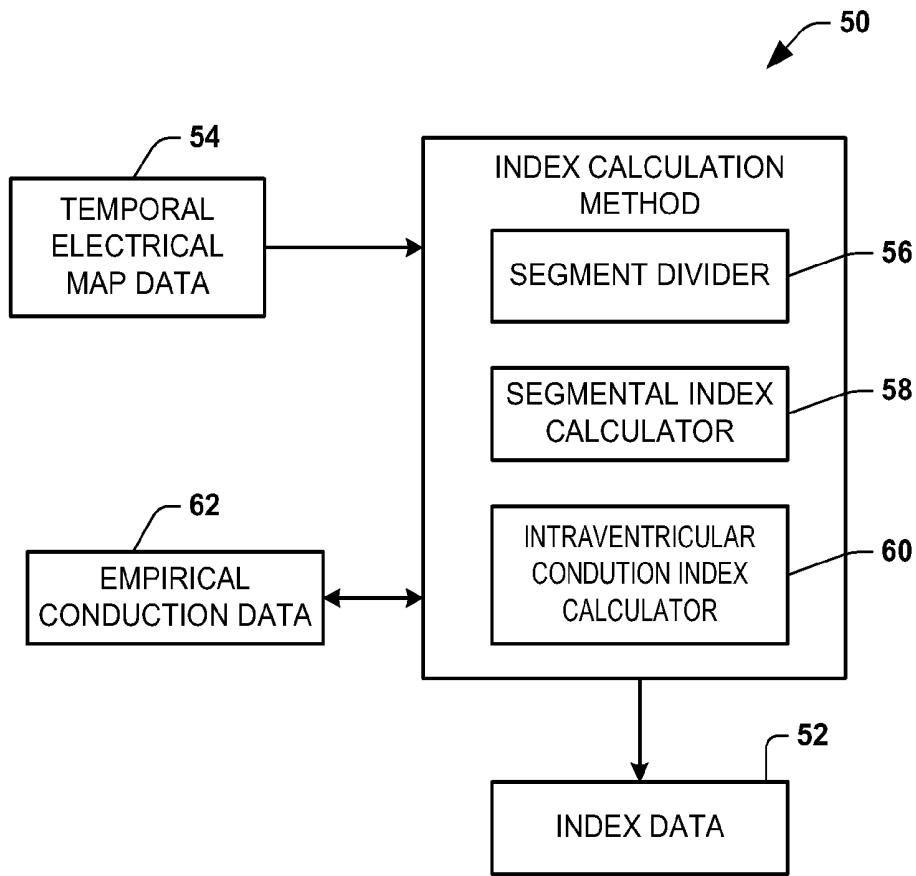 50
54
TEMPORAL
ELECTRICAL
MAP DATA
INDEX CALCULATION
METHOD
SEGMENT DIVIDER
56
SEGMENTAL INDEX
CALCULATOR
58
62
EMPIRICAL
CONDUCTION DATA
INTRAVENTRICULAR
CONDUTION INDEX
CALCULATOR
60
52
INDEX DATA